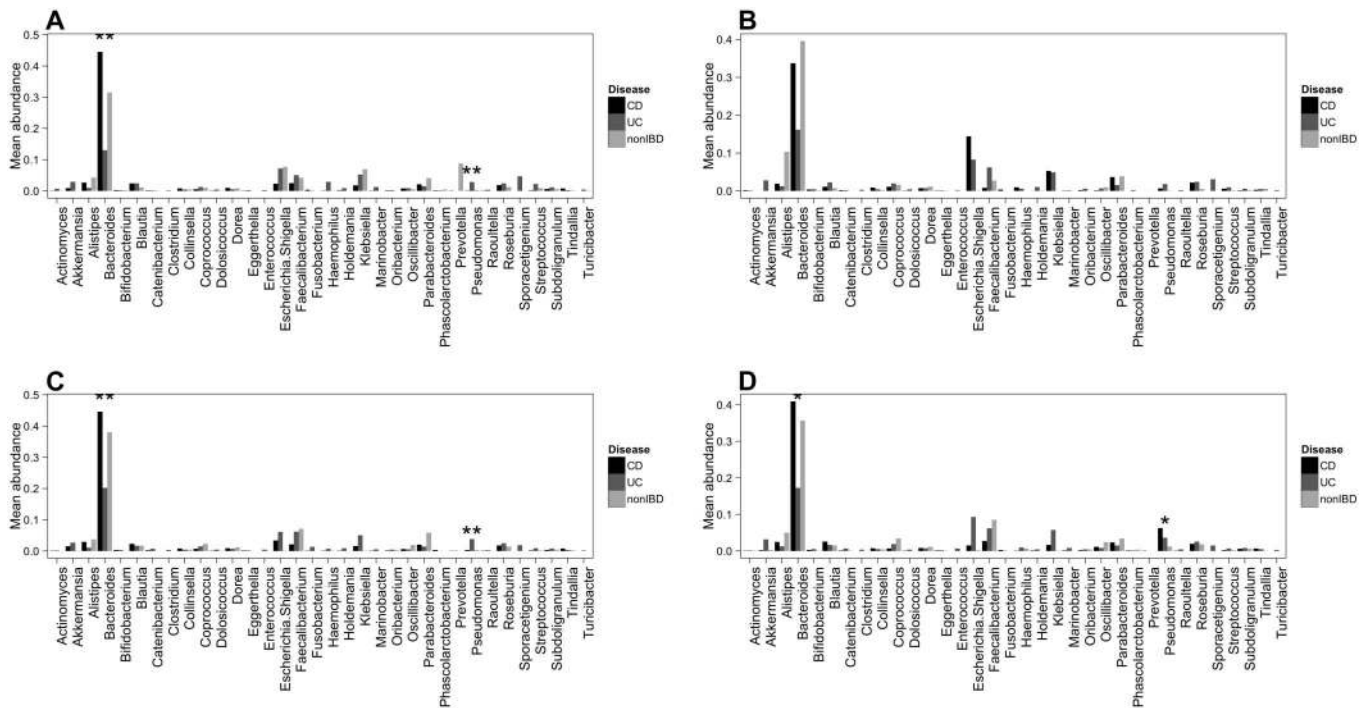 A
Mean abundance
0.5
0.4
0.3
0.2
0.1
0.0
**
**
Actinomyces
Akkermansia
Alistipes
Bacteroides
Bifidobacterium
Blautia
Catenibacterium
Clostridium
Collinsella
Coprococcus
Dolosicoccus
Dorea
Eggerthella
Enterococcus
Escherichia.Shigella
Faecalibacterium
Fusobacterium
Haemophilus
Holdemania
Klebsiella
Marinobacter
Oribacterium
Oscillibacter
Parabacteroides
Phascolarctobacterium
Prevotella
Pseudomonas
Raoultella
Roseburia
Sporacetigenium
Streptococcus
Subdoligranulum
Tindallia
Turicibacter
Disease
CD
UC
nonIBD
B
Mean abundance
0.4
0.3
0.2
0.1
0.0
Actinomyces
Akkermansia
Alistipes
Bacteroides
Bifidobacterium
Blautia
Catenibacterium
Clostridium
Collinsella
Coprococcus
Dolosicoccus
Dorea
Eggerthella
Enterococcus
Escherichia.Shigella
Faecalibacterium
Fusobacterium
Haemophilus
Holdemania
Klebsiella
Marinobacter
Oribacterium
Oscillibacter
Parabacteroides
Phascolarctobacterium
Prevotella
Pseudomonas
Raoultella
Roseburia
Sporacetigenium
Streptococcus
Subdoligranulum
Tindallia
Turicibacter
Disease
CD
UC
nonIBD
C
Mean abundance
0.5
0.4
0.3
0.2
0.1
0.0
**
**
Actinomyces
Akkermansia
Alistipes
Bacteroides
Bifidobacterium
Blautia
Catenibacterium
Clostridium
Collinsella
Coprococcus
Dolosicoccus
Dorea
Eggerthella
Enterococcus
Escherichia.Shigella
Faecalibacterium
Fusobacterium
Haemophilus
Holdemania
Klebsiella
Marinobacter
Oribacterium
Oscillibacter
Parabacteroides
Phascolarctobacterium
Prevotella
Pseudomonas
Raoultella
Roseburia
Sporacetigenium
Streptococcus
Subdoligranulum
Tindallia
Turicibacter
Disease
CD
UC
nonIBD
D
Mean abundance
0.4
0.3
0.2
0.1
0.0
*
*
Actinomyces
Akkermansia
Alistipes
Bacteroides
Bifidobacterium
Blautia
Catenibacterium
Clostridium
Collinsella
Coprococcus
Dolosicoccus
Dorea
Eggerthella
Enterococcus
Escherichia.Shigella
Faecalibacterium
Fusobacterium
Haemophilus
Holdemania
Klebsiella
Marinobacter
Oribacterium
Oscillibacter
Parabacteroides
Phascolarctobacterium
Prevotella
Pseudomonas
Raoultella
Roseburia
Sporacetigenium
Streptococcus
Subdoligranulum
Tindallia
Turicibacter
Disease
CD
UC
nonIBD